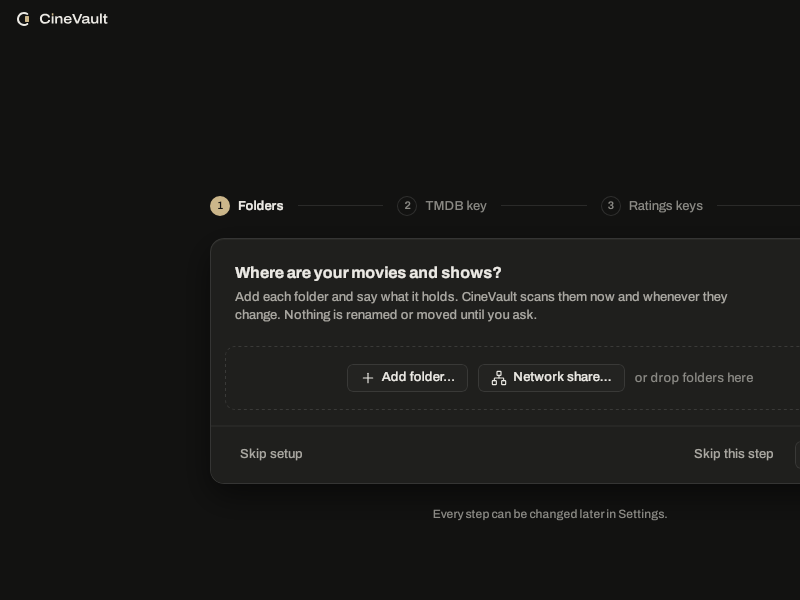 CineVault
1 Folders
2 TMDB key
3 Ratings keys
Where are your movies and shows?
Add each folder and say what it holds. CineVault scans them now and whenever they
change. Nothing is renamed or moved until you ask.
Add folder... Network share... or drop folders here
Skip setup
Skip this step
Every step can be changed later in Settings.